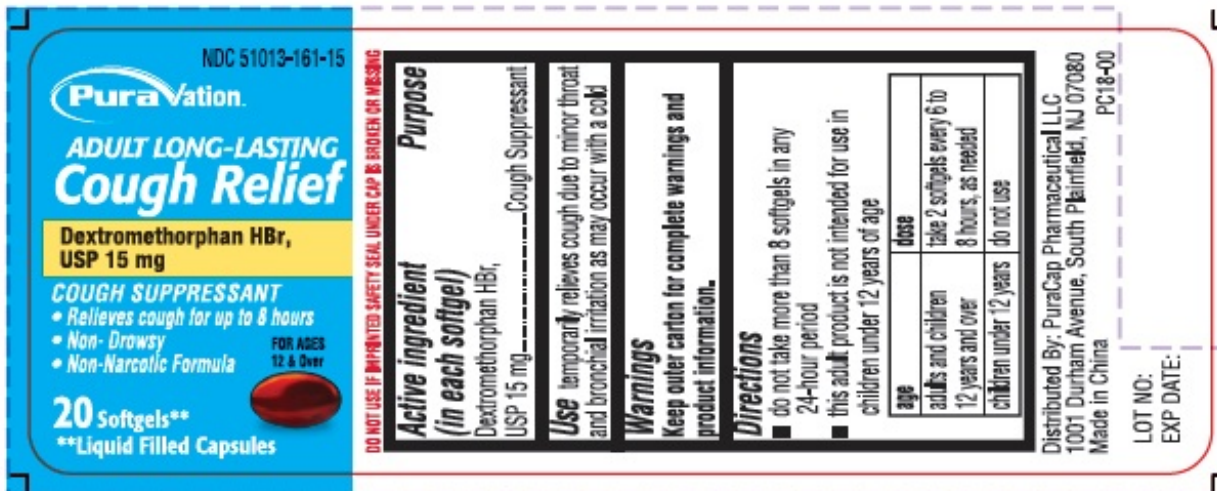 NDC 51013-161-15
PuraVation™
ADULT LONG-LASTING
Cough Relief
Dextromethorphan HBr,
USP 15 mg
COUGH SUPPRESSANT
• Relieves cough for up to 8 hours
• Non- Drowsy
• Non-Narcotic Formula
FOR AGES
12 & Over
20 Softgels**
**Liquid Filled Capsules
DO NOT USE IF IMPRINTED SAFETY SEAL UNDER CAP IS BROKEN OR MISSING
Active ingredient Purpose
(in each softgel)
Dextromethorphan HBr,
USP 15 mg..................Cough Suppressant
Use temporarily relieves cough due to minor throat
and bronchial irritation as may occur with a cold
Warnings
Keep outer carton for complete warnings and
product information.
Directions
■ do not take more than 8 softgels in any
24-hour period
■ this adult product is not intended for use in
children under 12 years of age
age dose
adults and children take 2 softgels every 6 to
12 years and over 8 hours, as needed
children under 12 years do not use
Distributed By: PuraCap Pharmaceutical LLC
1001 Durham Avenue, South Plainfield, NJ 07080
Made in China PC18-00
LOT NO:
EXP DATE: